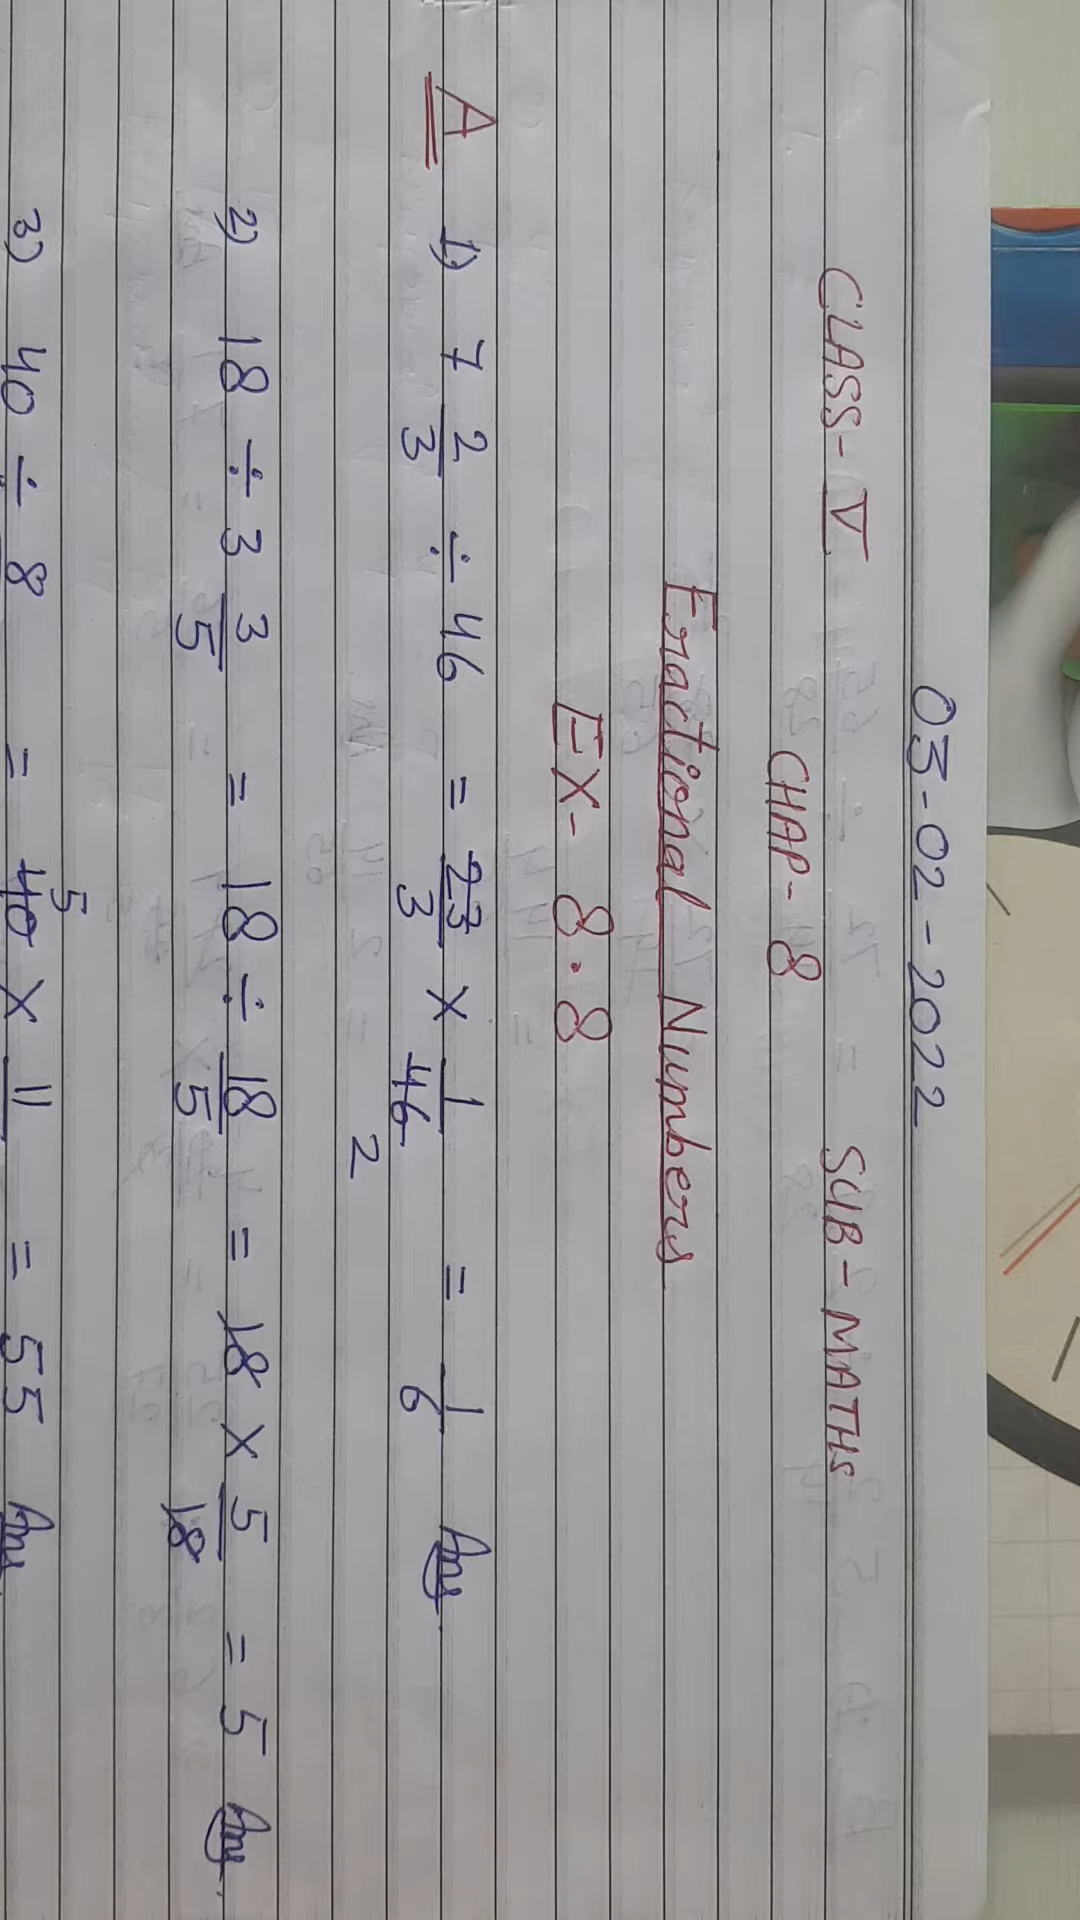 03-02-2022
CLASS-V SUB-MATHS
CHAP-8
Fractional Numbers
EX-8.8
A 1) 7 2/3 ÷ 46 = 23/3 × 1/46 = 1/6 Ans
2
2) 18 ÷ 3 3/5 = 18 ÷ 18/5 = 18 × 5/18 = 5 Ans
5
3) 40 ÷ 8 = 40 × 11 = 55 Ans